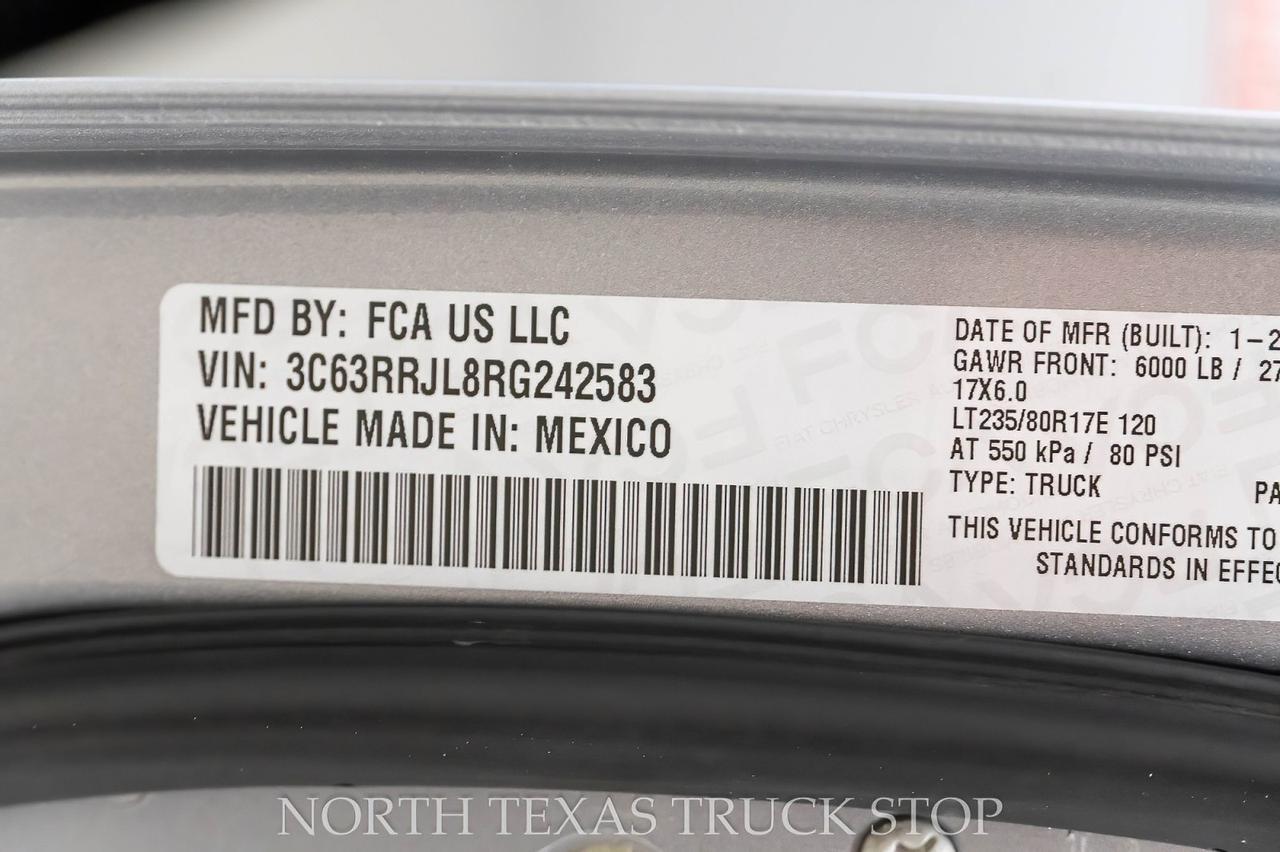 MFD BY: FCA US LLC
VIN: 3C63RRJL8RG242583
VEHICLE MADE IN: MEXICO
DATE OF MFR (BUILT): 1-2
GAWR FRONT: 6000 LB / 27
17X6.0
LT235/80R17E 120
AT 550 kPa / 80 PSI
TYPE: TRUCK
PA
THIS VEHICLE CONFORMS TO
STANDARDS IN EFFEC
NORTH TEXAS TRUCK STOP